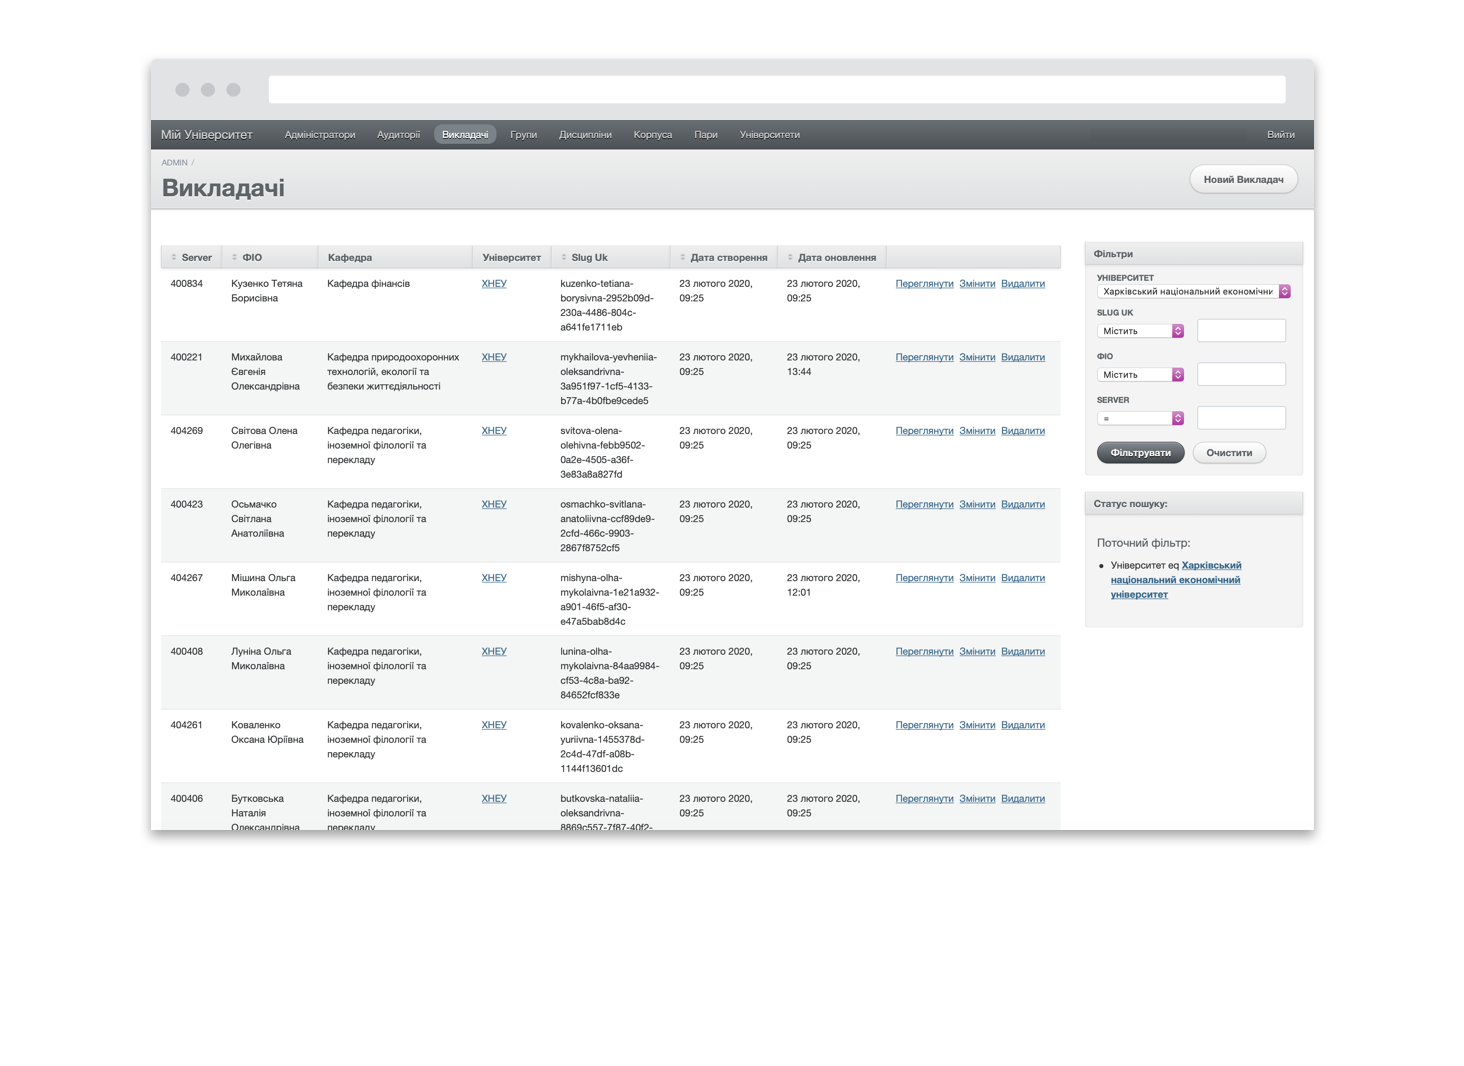 Мій Університет Адміністратори Аудиторії Викладачі Групи Дисципліни Корпуса Пари Університети Вийти
ADMIN /
Викладачі
Новий Викладач
Server ФІО Кафедра Університет Slug Uk Дата створення Дата оновлення
400834 Кузенко Тетяна Кафедра фінансів ХНЕУ kuzenko-tetiana- 23 лютого 2020, 23 лютого 2020, Переглянути Змінити Видалити
Борисівна borysivna-2952b09d- 09:25 09:25
230a-4486-804c-
a641fe1711eb
400221 Михайлова Кафедра природоохоронних ХНЕУ mykhailova-yevheniia- 23 лютого 2020, 23 лютого 2020, Переглянути Змінити Видалити
Євгенія технологій, екології та oleksandrivna- 09:25 13:44
Олександрівна безпеки життєдіяльності 3a951f97-1cf5-4133-
b77a-4b0fbe9cede5
404269 Світова Олена Кафедра педагогіки, ХНЕУ svitova-olena- 23 лютого 2020, 23 лютого 2020, Переглянути Змінити Видалити
Олегівна іноземної філології та olehivna-febb9502- 09:25 09:25
перекладу 0a2e-4505-a36f-
3e83a8a827fd
400423 Осьмачко Кафедра педагогіки, ХНЕУ osmachko-svitlana- 23 лютого 2020, 23 лютого 2020, Переглянути Змінити Видалити
Світлана іноземної філології та anatoliivna-ccf89de9- 09:25 09:25
Анатоліївна перекладу 2cfd-466c-9903-
2867f8752cf5
404267 Мішина Ольга Кафедра педагогіки, ХНЕУ mishyna-olha- 23 лютого 2020, 23 лютого 2020, Переглянути Змінити Видалити
Миколаївна іноземної філології та mykolaivna-1e21a932- 09:25 12:01
перекладу a901-46f5-af30-
e47a5bab8d4c
400408 Луніна Ольга Кафедра педагогіки, ХНЕУ lunina-olha- 23 лютого 2020, 23 лютого 2020, Переглянути Змінити Видалити
Миколаївна іноземної філології та mykolaivna-84aa9984- 09:25 09:25
перекладу cf53-4c8a-ba92-
84652fcf833e
404261 Коваленко Кафедра педагогіки, ХНЕУ kovalenko-oksana- 23 лютого 2020, 23 лютого 2020, Переглянути Змінити Видалити
Оксана Юріївна іноземної філології та yuriivna-1455378d- 09:25 09:25
перекладу 2c4d-47df-a08b-
1144f13601dc
400406 Бутковська Кафедра педагогіки, ХНЕУ butkovska-nataliia- 23 лютого 2020, 23 лютого 2020, Переглянути Змінити Видалити
Наталія іноземної філології та oleksandrivna- 09:25 09:25
Олександрівна перекладу 8869c557-7f87-40f2-
Фільтри
УНІВЕРСИТЕТ
Харківський національний економічни
SLUG UK
Містить
ФІО
Містить
SERVER
=
Фільтрувати Очистити
Статус пошуку:
Поточний фільтр:
Університет eq Харківський
національний економічний
університет